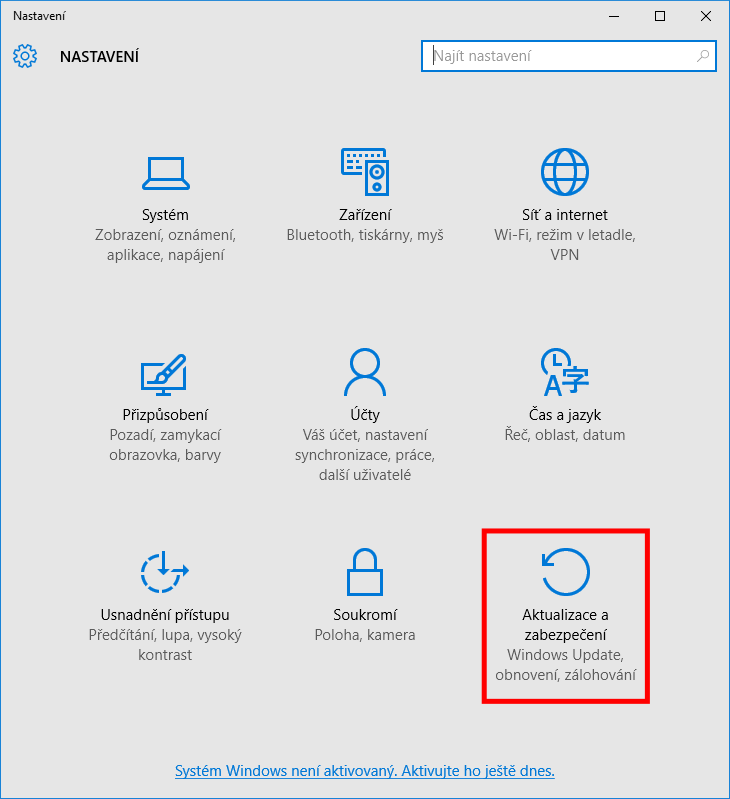 Nastavení
NASTAVENÍ
Najít nastavení
Systém
Zobrazení, oznámení,
aplikace, napájení
Zařízení
Bluetooth, tiskárny, myš
Síť a internet
Wi-Fi, režim v letadle,
VPN
Přizpůsobení
Pozadí, zamykací
obrazovka, barvy
Účty
Váš účet, nastavení
synchronizace, práce,
další uživatelé
Čas a jazyk
Řeč, oblast, datum
Usnadnění přístupu
Předčítání, lupa, vysoký
kontrast
Soukromí
Poloha, kamera
Aktualizace a
zabezpečení
Windows Update,
obnovení, zálohování
Systém Windows není aktivovaný. Aktivujte ho ještě dnes.